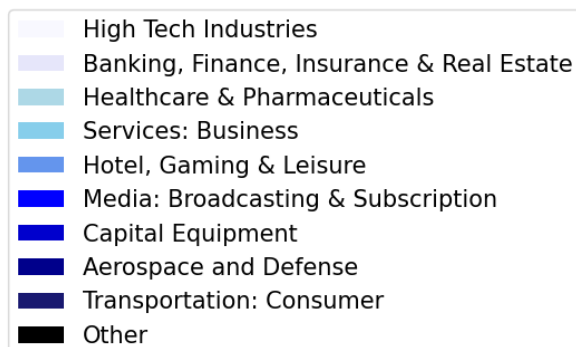 High Tech Industries
Banking, Finance, Insurance & Real Estate
Healthcare & Pharmaceuticals
Services: Business
Hotel, Gaming & Leisure
Media: Broadcasting & Subscription
Capital Equipment
Aerospace and Defense
Transportation: Consumer
Other